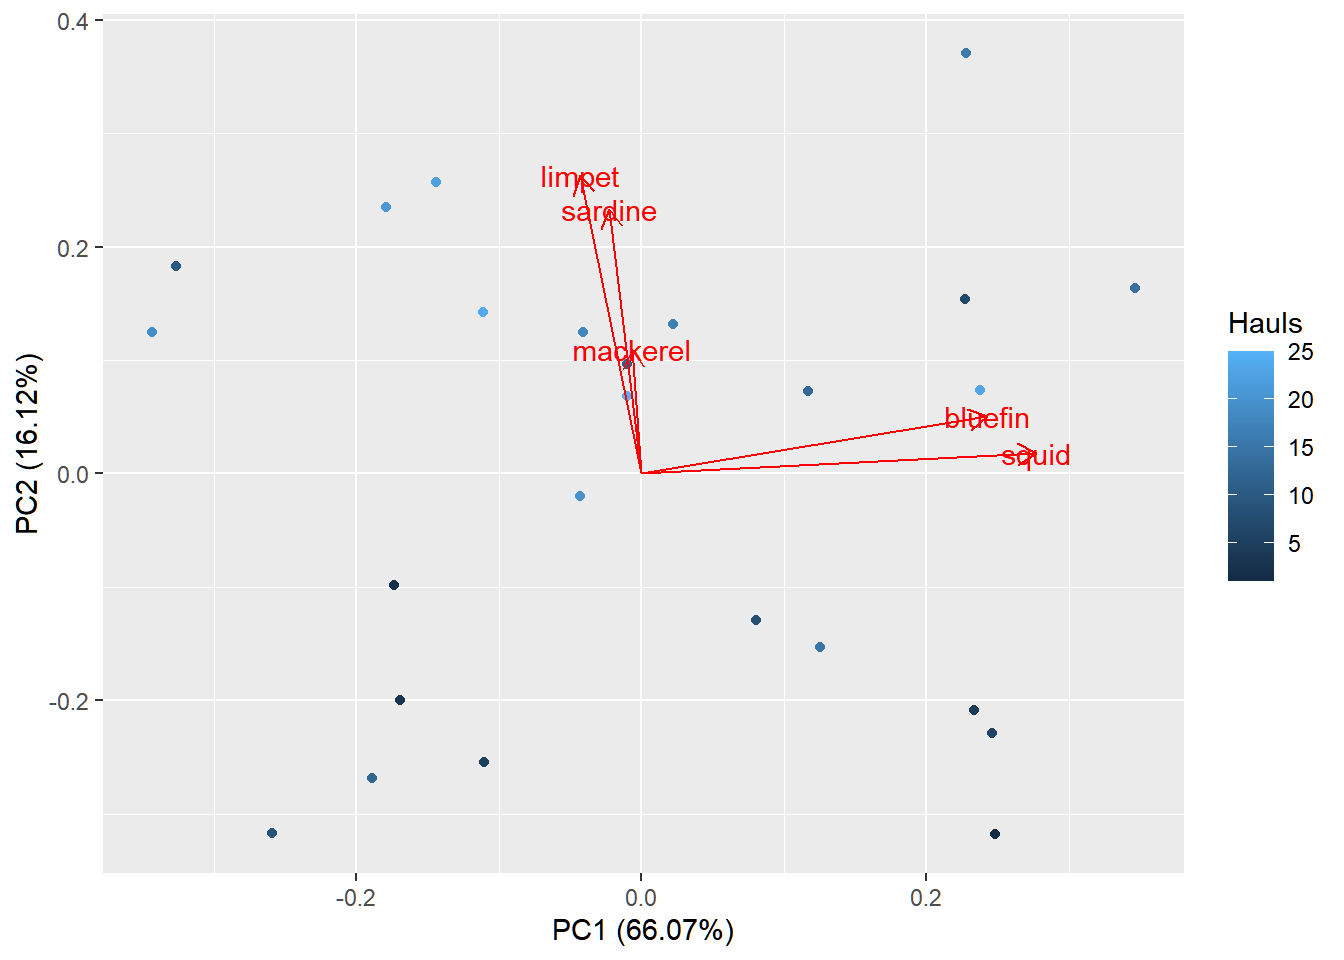 0.4
0.2
0.0
-0.2
PC2 (16.12%)
limpet
sardine
mackerel
bluefin
squid
-0.2
0.0
0.2
PC1 (66.07%)
Hauls
25
20
15
10
5